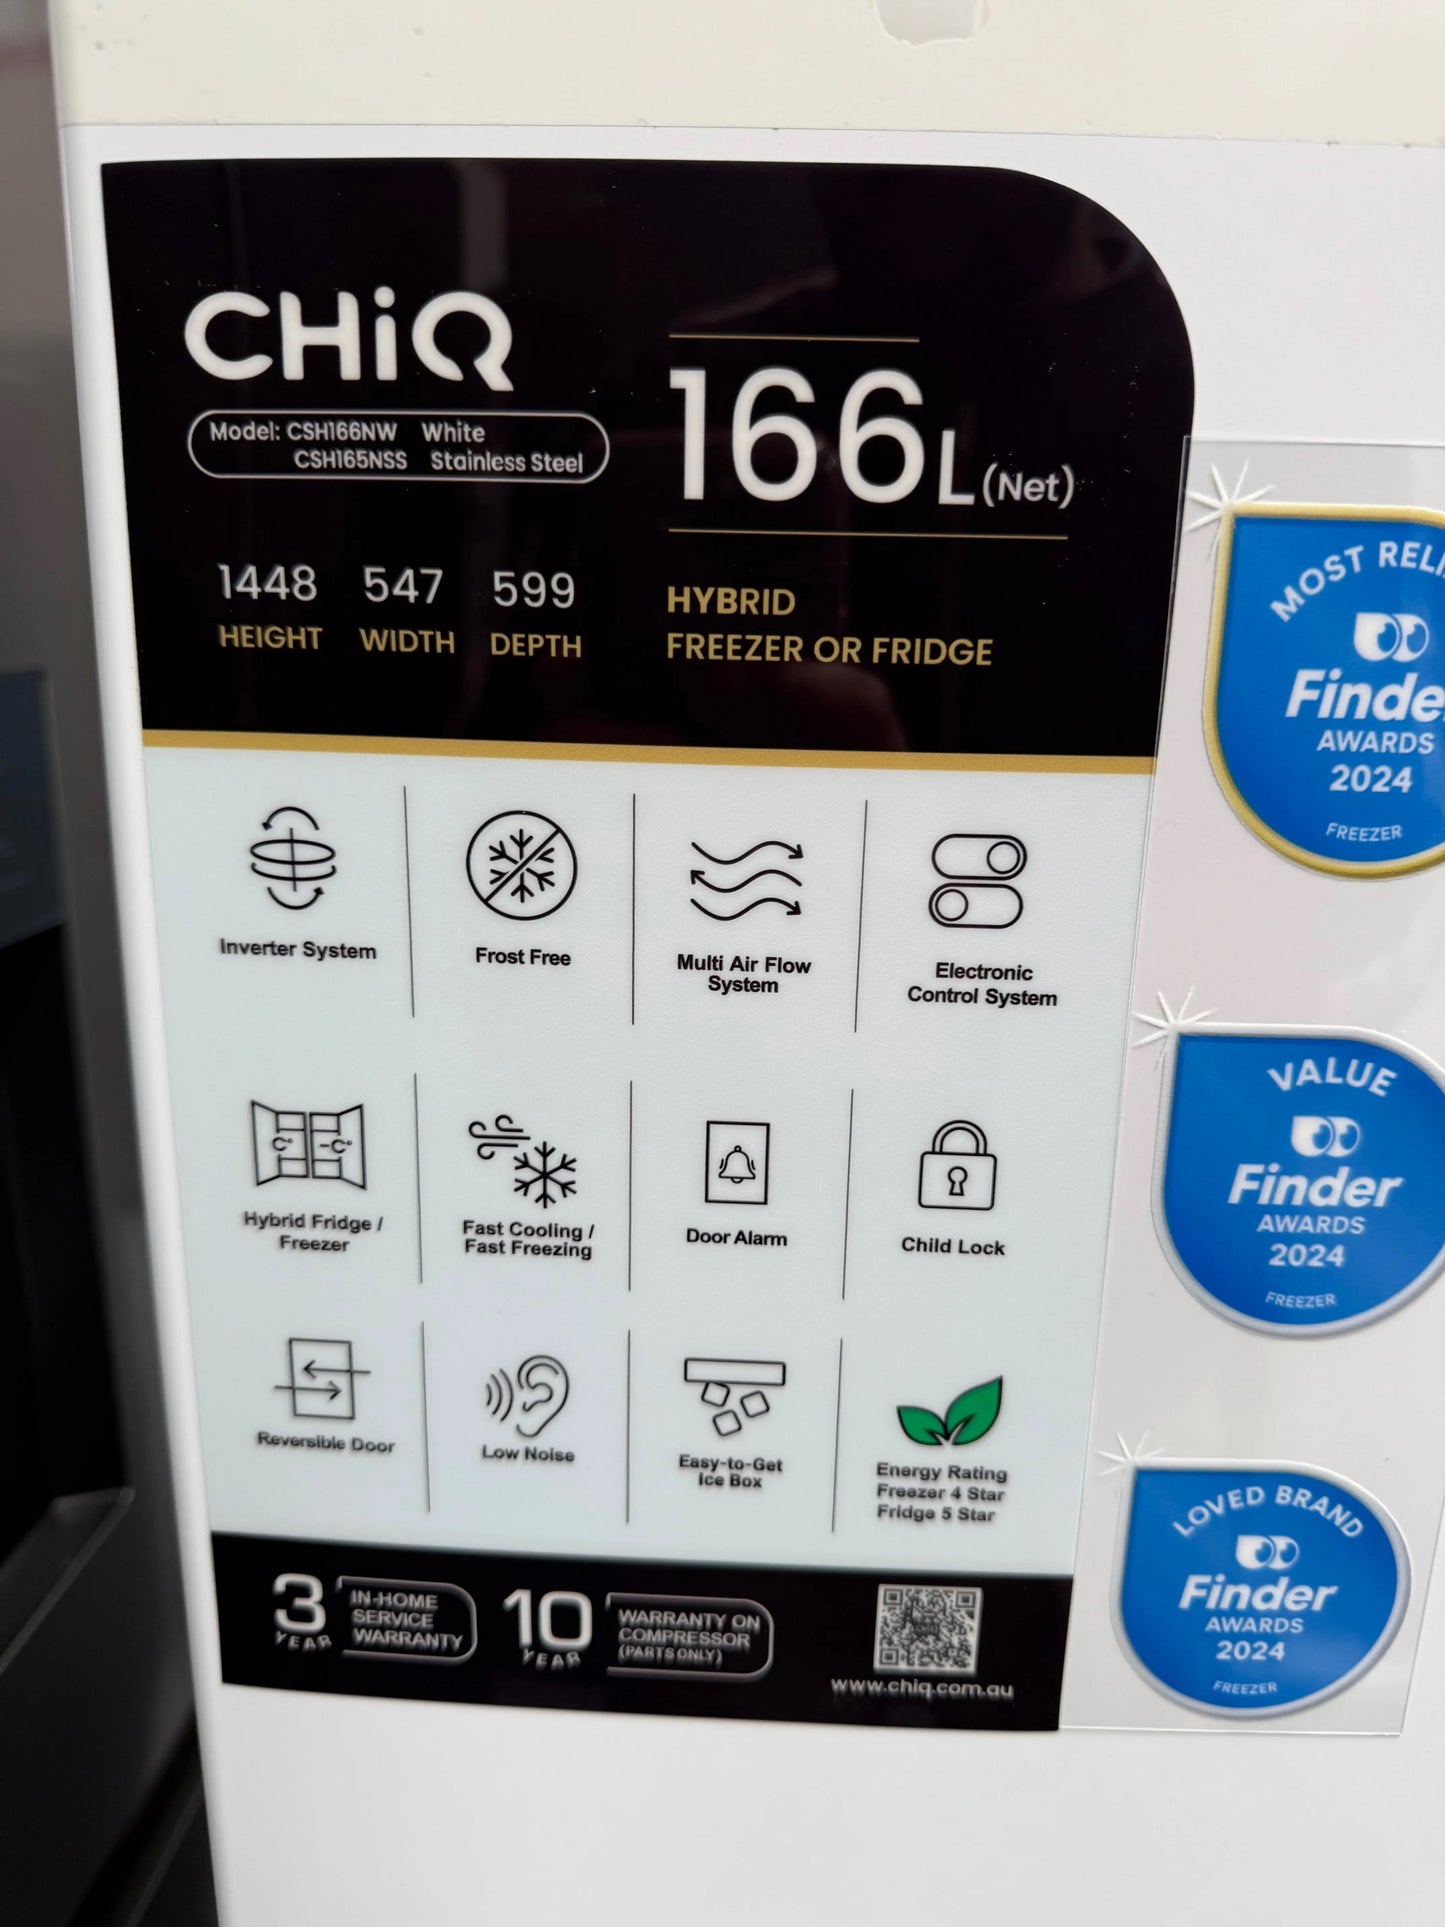 CHiQ
Model: CSH166NW White
CSH165NSS Stainless Steel
166L(Net)
1448 547 599
HEIGHT WIDTH DEPTH
HYBRID
FREEZER OR FRIDGE
Inverter System
Frost Free
Multi Air Flow
System
Electronic
Control System
C° -C°
Hybrid Fridge /
Freezer
Fast Cooling /
Fast Freezing
Door Alarm
Child Lock
Reversible Door
Low Noise
Easy-to-Get
Ice Box
Energy Rating
Freezer 4 Star
Fridge 5 Star
3
YEAR
IN-HOME
SERVICE
WARRANTY
10
YEAR
WARRANTY ON
COMPRESSOR
(PARTS ONLY)
www.chiq.com.au
MOST RELI
Finder
AWARDS
2024
FREEZER
VALUE
Finder
AWARDS
2024
FREEZER
LOVED BRAND
Finder
AWARDS
2024
FREEZER